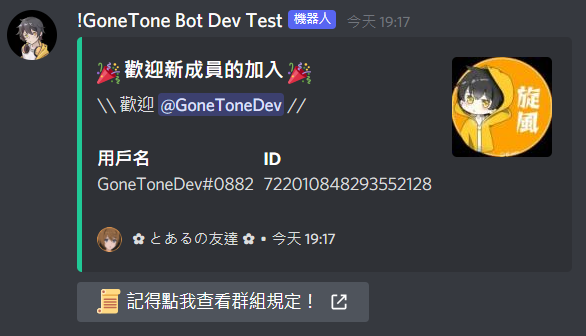 !GoneTone Bot Dev Test 機器人 今天 19:17
🎉 歡迎新成員的加入 🎉
\\ 歡迎 @GoneToneDev //
旋風
用戶名 ID
GoneToneDev#0882 722010848293552128
✿ とあるの友達 ✿ • 今天 19:17
📜 記得點我查看群組規定！